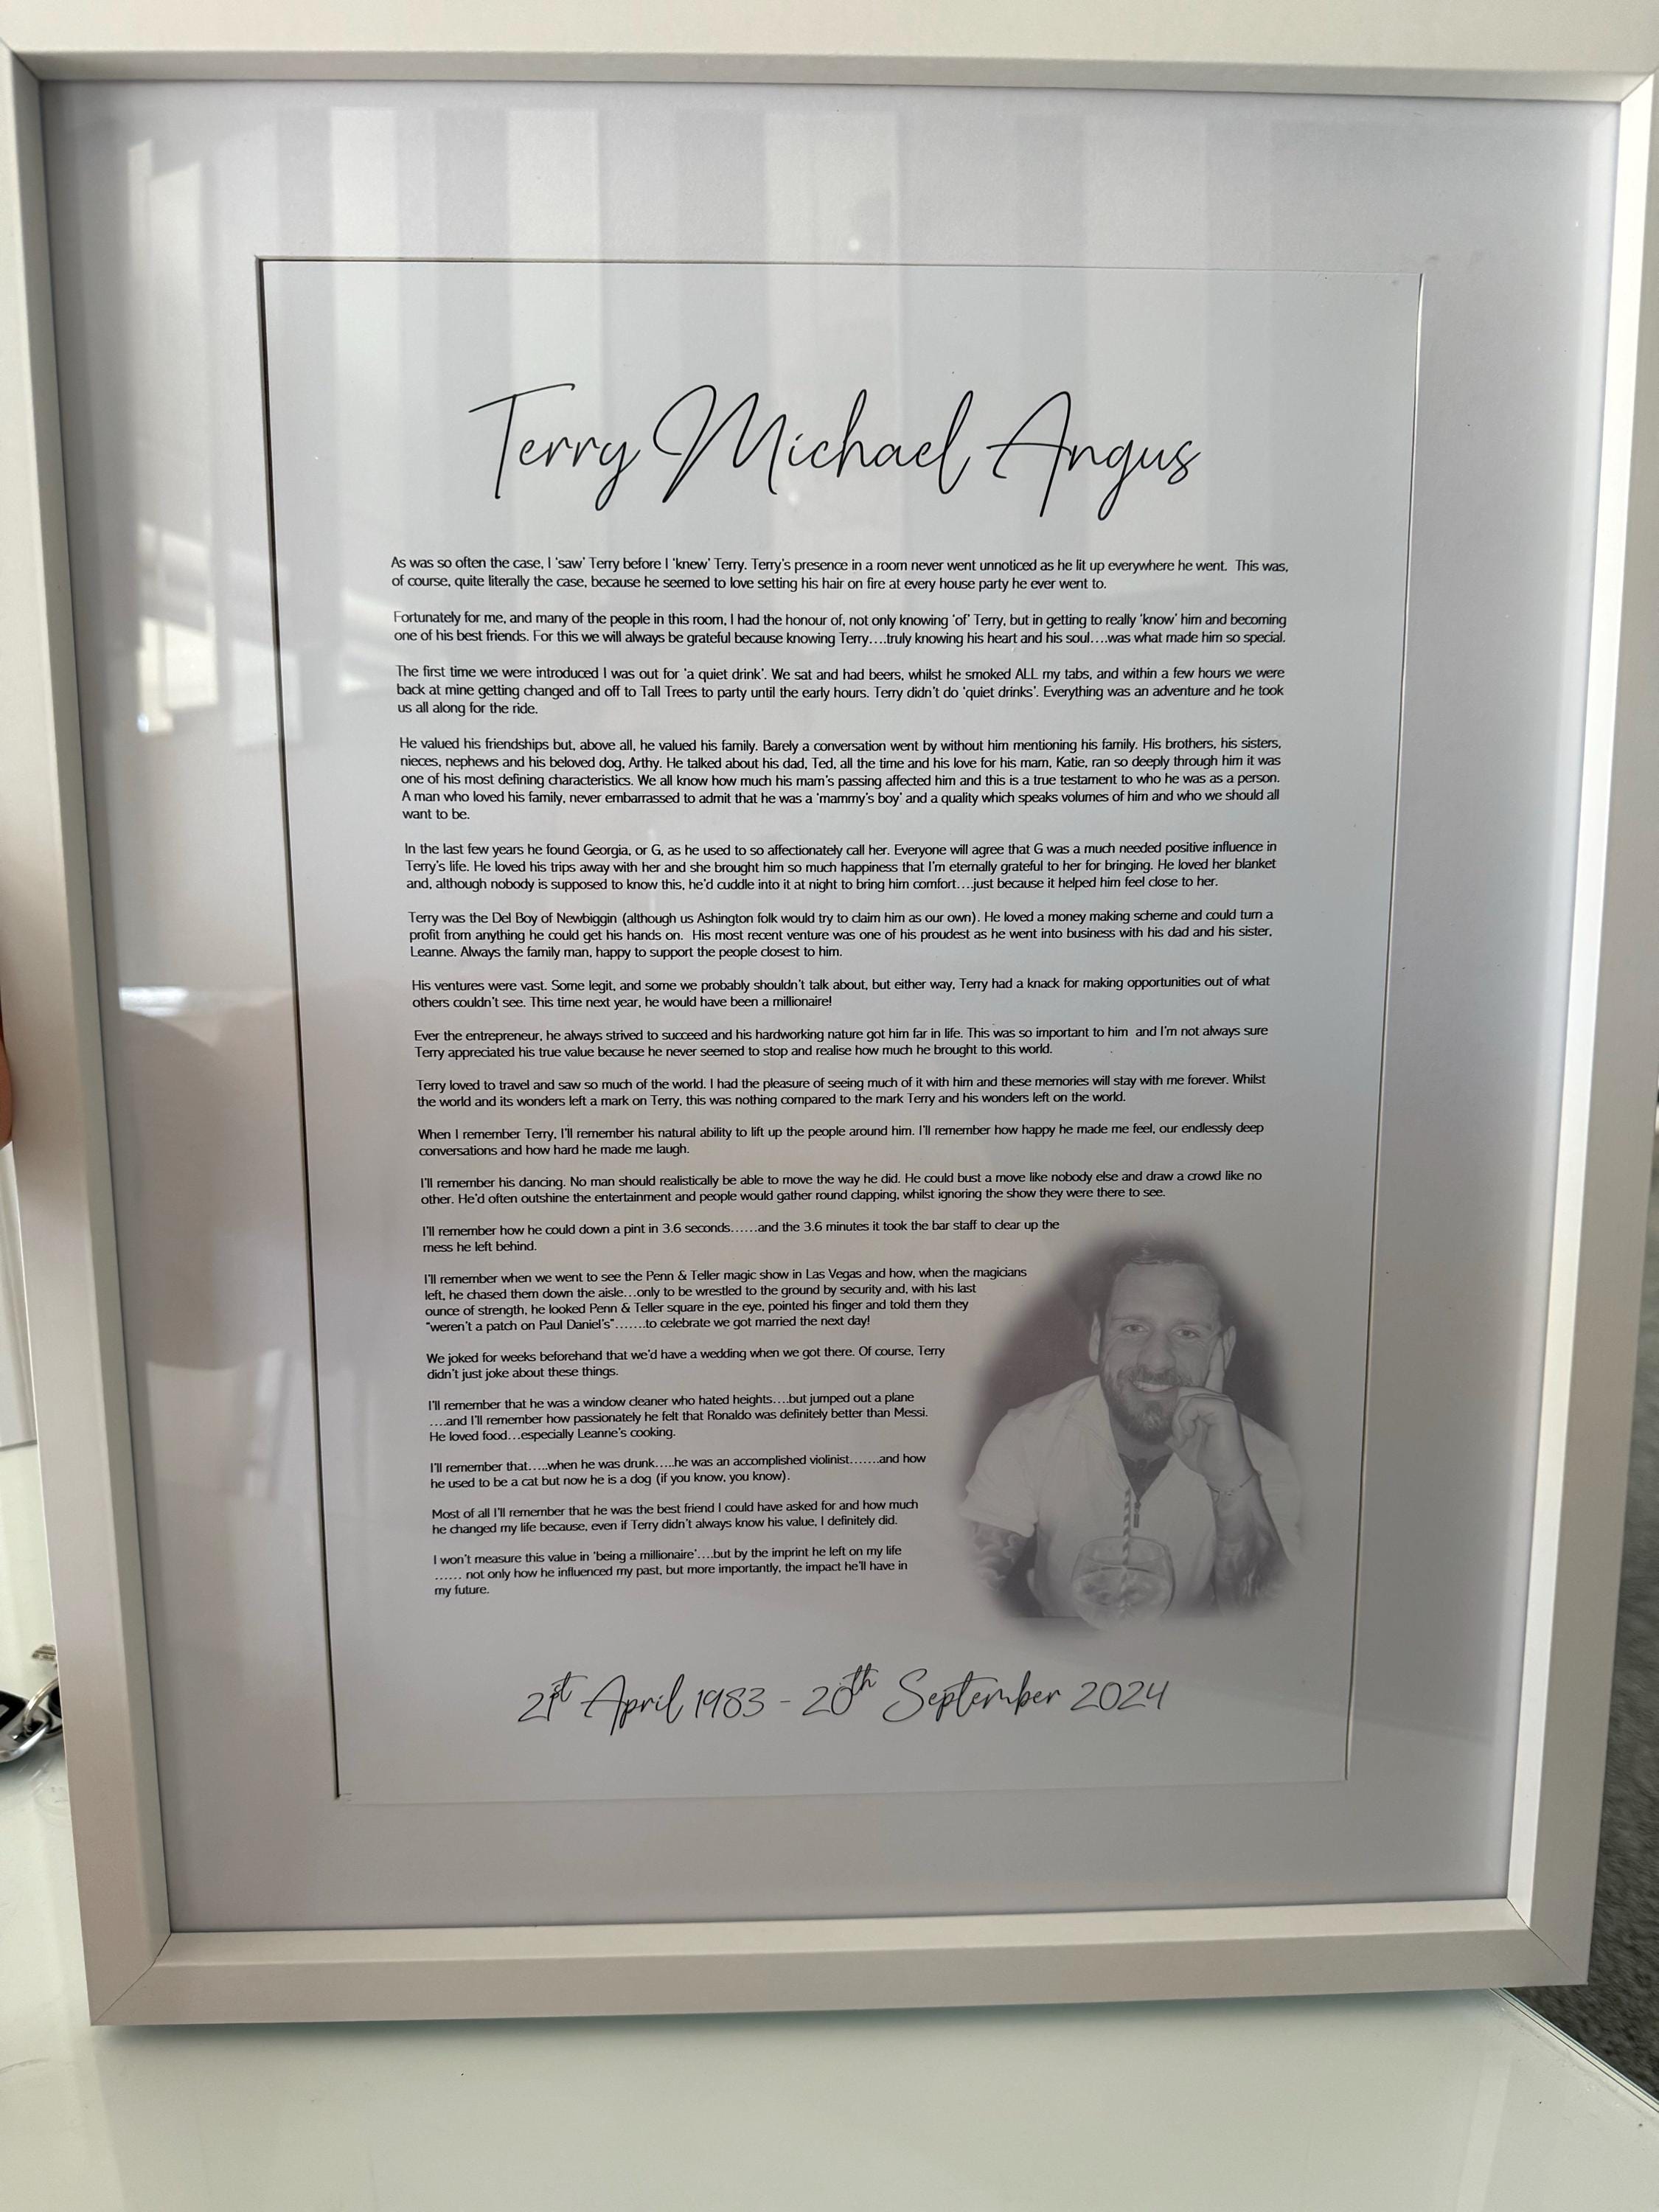 Terry Michael Angus
As was so often the case, I ‘saw’ Terry before I ‘knew’ Terry. Terry’s presence in a room never went unnoticed as he lit up everywhere he went.  This was,
of course, quite literally the case, because he seemed to love setting his hair on fire at every house party he ever went to.
Fortunately for me, and many of the people in this room, I had the honour of, not only knowing ‘of’ Terry, but in getting to really ‘know’ him and becoming
one of his best friends. For this we will always be grateful because knowing Terry….truly knowing his heart and his soul….was what made him so special.
The first time we were introduced I was out for ‘a quiet drink’. We sat and had beers, whilst he smoked ALL my tabs, and within a few hours we were
back at mine getting changed and off to Tall Trees to party until the early hours. Terry didn’t do ‘quiet drinks’. Everything was an adventure and he took
us all along for the ride.
He valued his friendships but, above all, he valued his family. Barely a conversation went by without him mentioning his family. His brothers, his sisters,
nieces, nephews and his beloved dog, Arthy. He talked about his dad, Ted, all the time and his love for his mam, Katie, ran so deeply through him it was
one of his most defining characteristics. We all know how much his mam’s passing affected him and this is a true testament to who he was as a person.
A man who loved his family, never embarrassed to admit that he was a ‘mammy’s boy’ and a quality which speaks volumes of him and who we should all
want to be.
In the last few years he found Georgia, or G, as he used to so affectionately call her. Everyone will agree that G was a much needed positive influence in
Terry’s life. He loved his trips away with her and she brought him so much happiness that I’m eternally grateful to her for bringing. He loved her blanket
and, although nobody is supposed to know this, he’d cuddle into it at night to bring him comfort….just because it helped him feel close to her.
Terry was the Del Boy of Newbiggin (although us Ashington folk would try to claim him as our own). He loved a money making scheme and could turn a
profit from anything he could get his hands on.  His most recent venture was one of his proudest as he went into business with his dad and his sister,
Leanne. Always the family man, happy to support the people closest to him.
His ventures were vast. Some legit, and some we probably shouldn’t talk about, but either way, Terry had a knack for making opportunities out of what
others couldn’t see. This time next year, he would have been a millionaire!
Ever the entrepreneur, he always strived to succeed and his hardworking nature got him far in life. This was so important to him  and I’m not always sure
Terry appreciated his true value because he never seemed to stop and realise how much he brought to this world.
Terry loved to travel and saw so much of the world. I had the pleasure of seeing much of it with him and these memories will stay with me forever. Whilst
the world and its wonders left a mark on Terry, this was nothing compared to the mark Terry and his wonders left on the world.
When I remember Terry, I’ll remember his natural ability to lift up the people around him. I’ll remember how happy he made me feel, our endlessly deep
conversations and how hard he made me laugh.
I’ll remember his dancing. No man should realistically be able to move the way he did. He could bust a move like nobody else and draw a crowd like no
other. He’d often outshine the entertainment and people would gather round clapping, whilst ignoring the show they were there to see.
I’ll remember how he could down a pint in 3.6 seconds……and the 3.6 minutes it took the bar staff to clear up the
mess he left behind.
I’ll remember when we went to see the Penn & Teller magic show in Las Vegas and how, when the magicians
left, he chased them down the aisle…only to be wrestled to the ground by security and, with his last
ounce of strength, he looked Penn & Teller square in the eye, pointed his finger and told them they
“weren’t a patch on Paul Daniel’s”…….to celebrate we got married the next day!
We joked for weeks beforehand that we’d have a wedding when we got there. Of course, Terry
didn’t just joke about these things.
I’ll remember that he was a window cleaner who hated heights….but jumped out a plane
….and I’ll remember how passionately he felt that Ronaldo was definitely better than Messi.
He loved food…especially Leanne’s cooking.
I’ll remember that…..when he was drunk…..he was an accomplished violinist…….and how
he used to be a cat but now he is a dog (if you know, you know).
Most of all I’ll remember that he was the best friend I could have asked for and how much
he changed my life because, even if Terry didn’t always know his value, I definitely did.
I won’t measure this value in ‘being a millionaire’….but by the imprint he left on my life
…… not only how he influenced my past, but more importantly, the impact he’ll have in
my future.
21st April 1983 - 20th September 2024